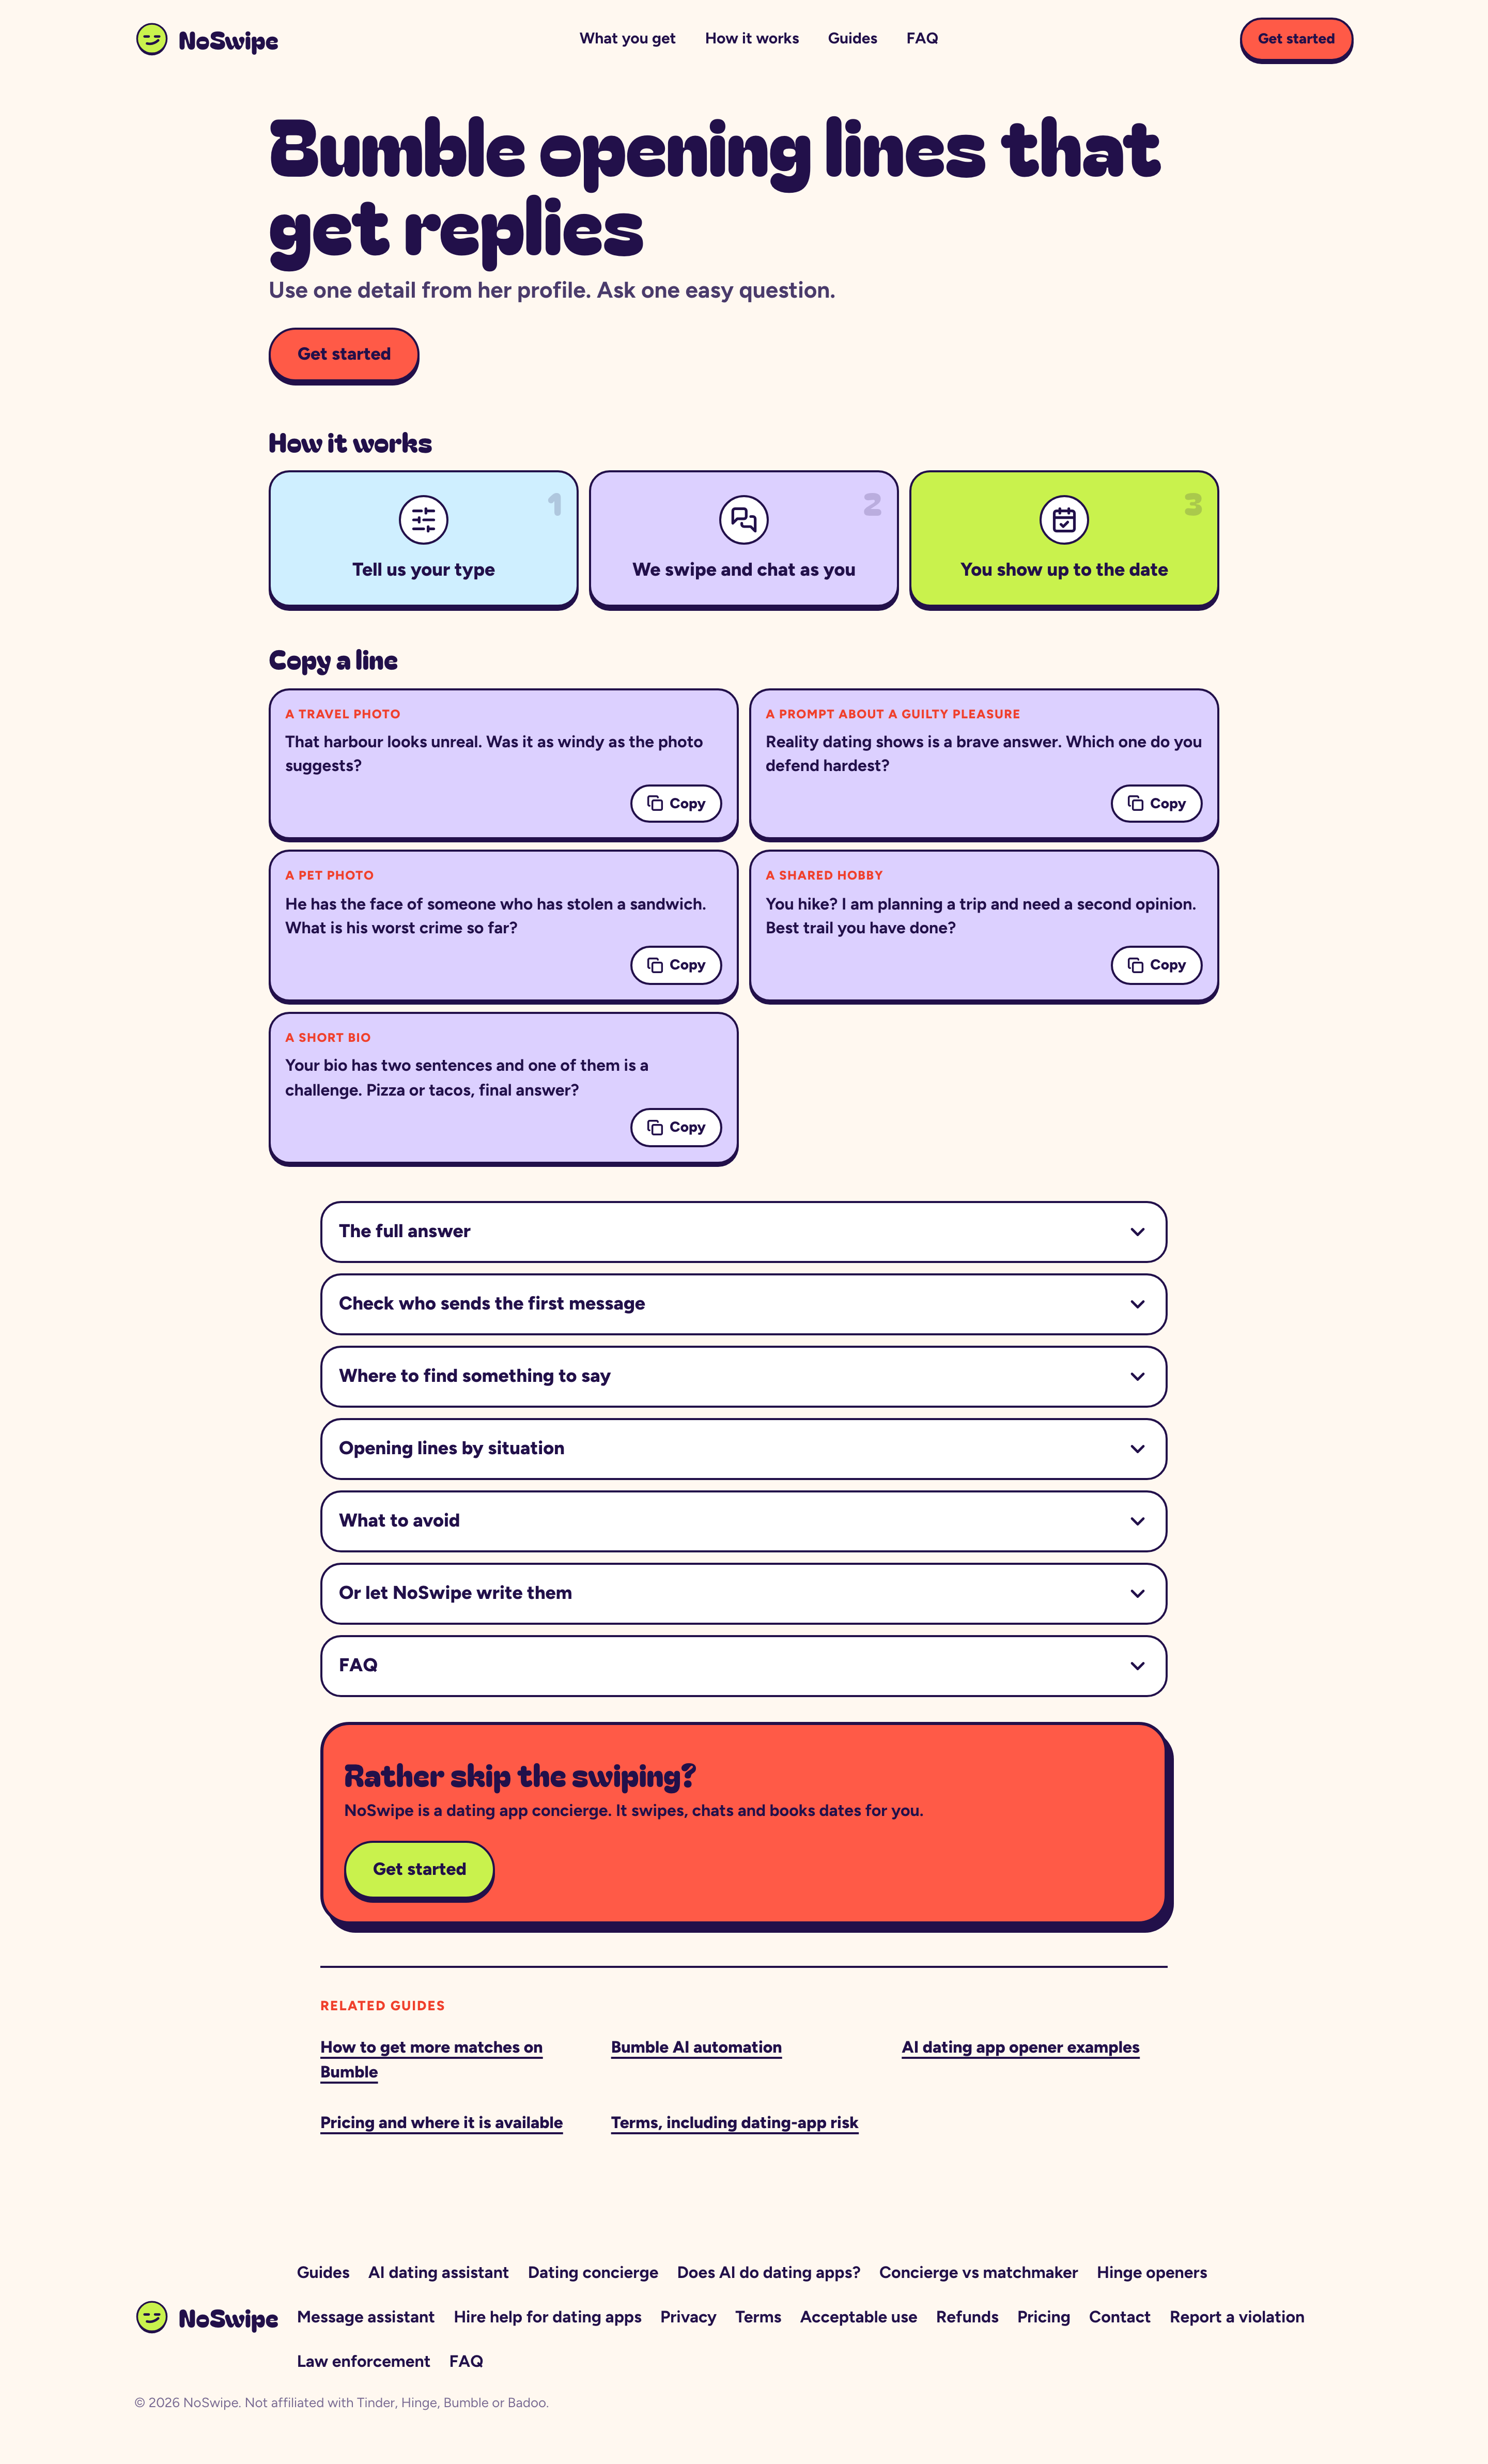 NoSwipe
What you get
How it works
Guides
FAQ
Get started
Bumble opening lines that
get replies
Use one detail from her profile. Ask one easy question.
Get started
How it works
1
Tell us your type
2
We swipe and chat as you
3
You show up to the date
Copy a line
A TRAVEL PHOTO
That harbour looks unreal. Was it as windy as the photo
suggests?
Copy
A PROMPT ABOUT A GUILTY PLEASURE
Reality dating shows is a brave answer. Which one do you
defend hardest?
Copy
A PET PHOTO
He has the face of someone who has stolen a sandwich.
What is his worst crime so far?
Copy
A SHARED HOBBY
You hike? I am planning a trip and need a second opinion.
Best trail you have done?
Copy
A SHORT BIO
Your bio has two sentences and one of them is a
challenge. Pizza or tacos, final answer?
Copy
The full answer
Check who sends the first message
Where to find something to say
Opening lines by situation
What to avoid
Or let NoSwipe write them
FAQ
Rather skip the swiping?
NoSwipe is a dating app concierge. It swipes, chats and books dates for you.
Get started
RELATED GUIDES
How to get more matches on
Bumble
Bumble AI automation
AI dating app opener examples
Pricing and where it is available
Terms, including dating-app risk
NoSwipe
Guides AI dating assistant Dating concierge Does AI do dating apps? Concierge vs matchmaker Hinge openers
Message assistant Hire help for dating apps Privacy Terms Acceptable use Refunds Pricing Contact Report a violation
Law enforcement FAQ
© 2026 NoSwipe. Not affiliated with Tinder, Hinge, Bumble or Badoo.